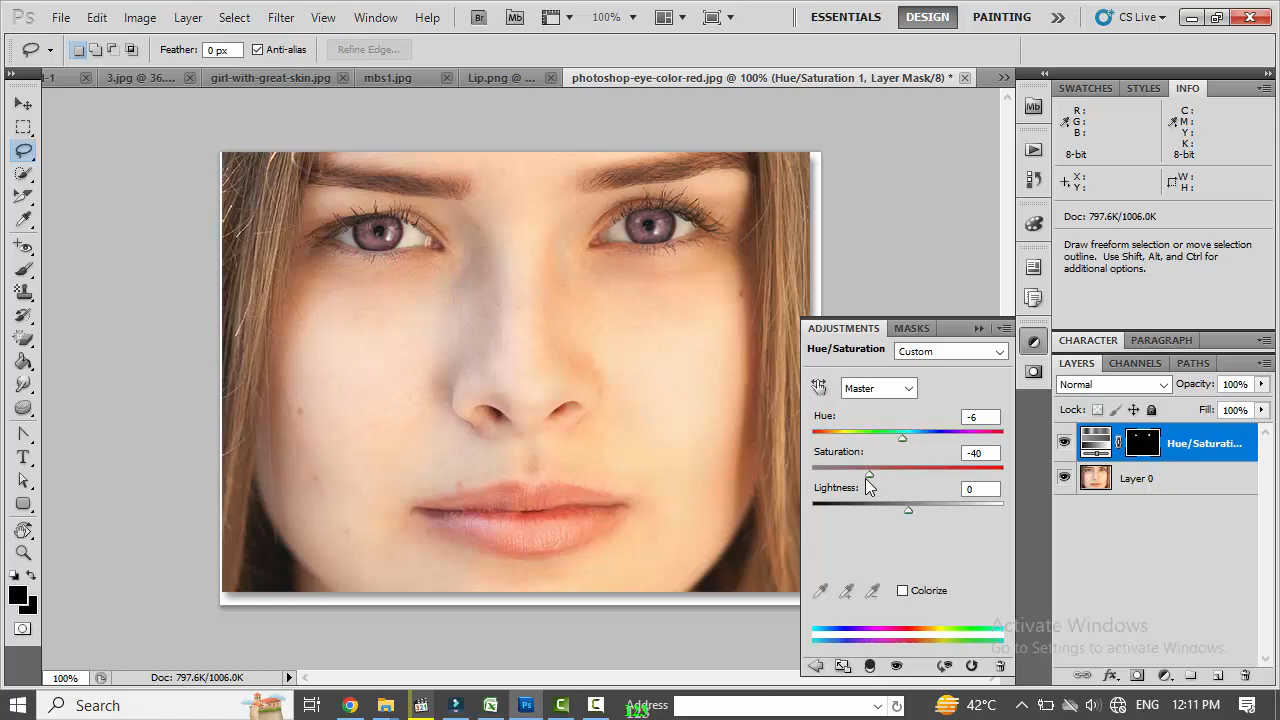 Ps File Edit Image Layer Select Filter View Window Help Br Mb 100% ESSENTIALS DESIGN PAINTING CS Live
Feather: 0 px Anti-alias Refine Edge...
d-1 3.jpg @ 36.... girl-with-great-skin.jpg mbs1.jpg Lip.png @ ... photoshop-eye-color-red.jpg @ 100% (Hue/Saturation 1, Layer Mask/8) *
SWATCHES STYLES INFO
R: C:
G: M:
B: Y:
K:
8-bit 8-bit
X: W:
Y: H:
Doc: 797.6K/1006.0K
Draw freeform selection or move selection
outline. Use Shift, Alt, and Ctrl for
additional options.
ADJUSTMENTS MASKS
Hue/Saturation Custom
Master
Hue: -6
Saturation: -40
Lightness: 0
Colorize
CHARACTER PARAGRAPH
LAYERS CHANNELS PATHS
Normal Opacity: 100%
Lock: Fill: 100%
Hue/Saturati...
Layer 0
Activate Windows
Go to Settings to activate Windows.
100% Doc: 797.6K/1006.0K
Search Address 123 42°C ENG 12:11 PM